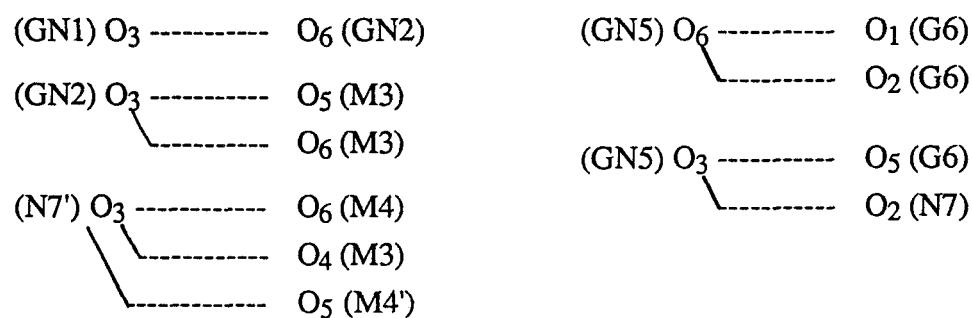 (GN1) O3 ----------- O6 (GN2)
(GN2) O3 ----------- O5 (M3)
----------- O6 (M3)
(N7') O3 ----------- O6 (M4)
----------- O4 (M3)
----------- O5 (M4')
(GN5) O6 ----------- O1 (G6)
----------- O2 (G6)
(GN5) O3 ----------- O5 (G6)
----------- O2 (N7)